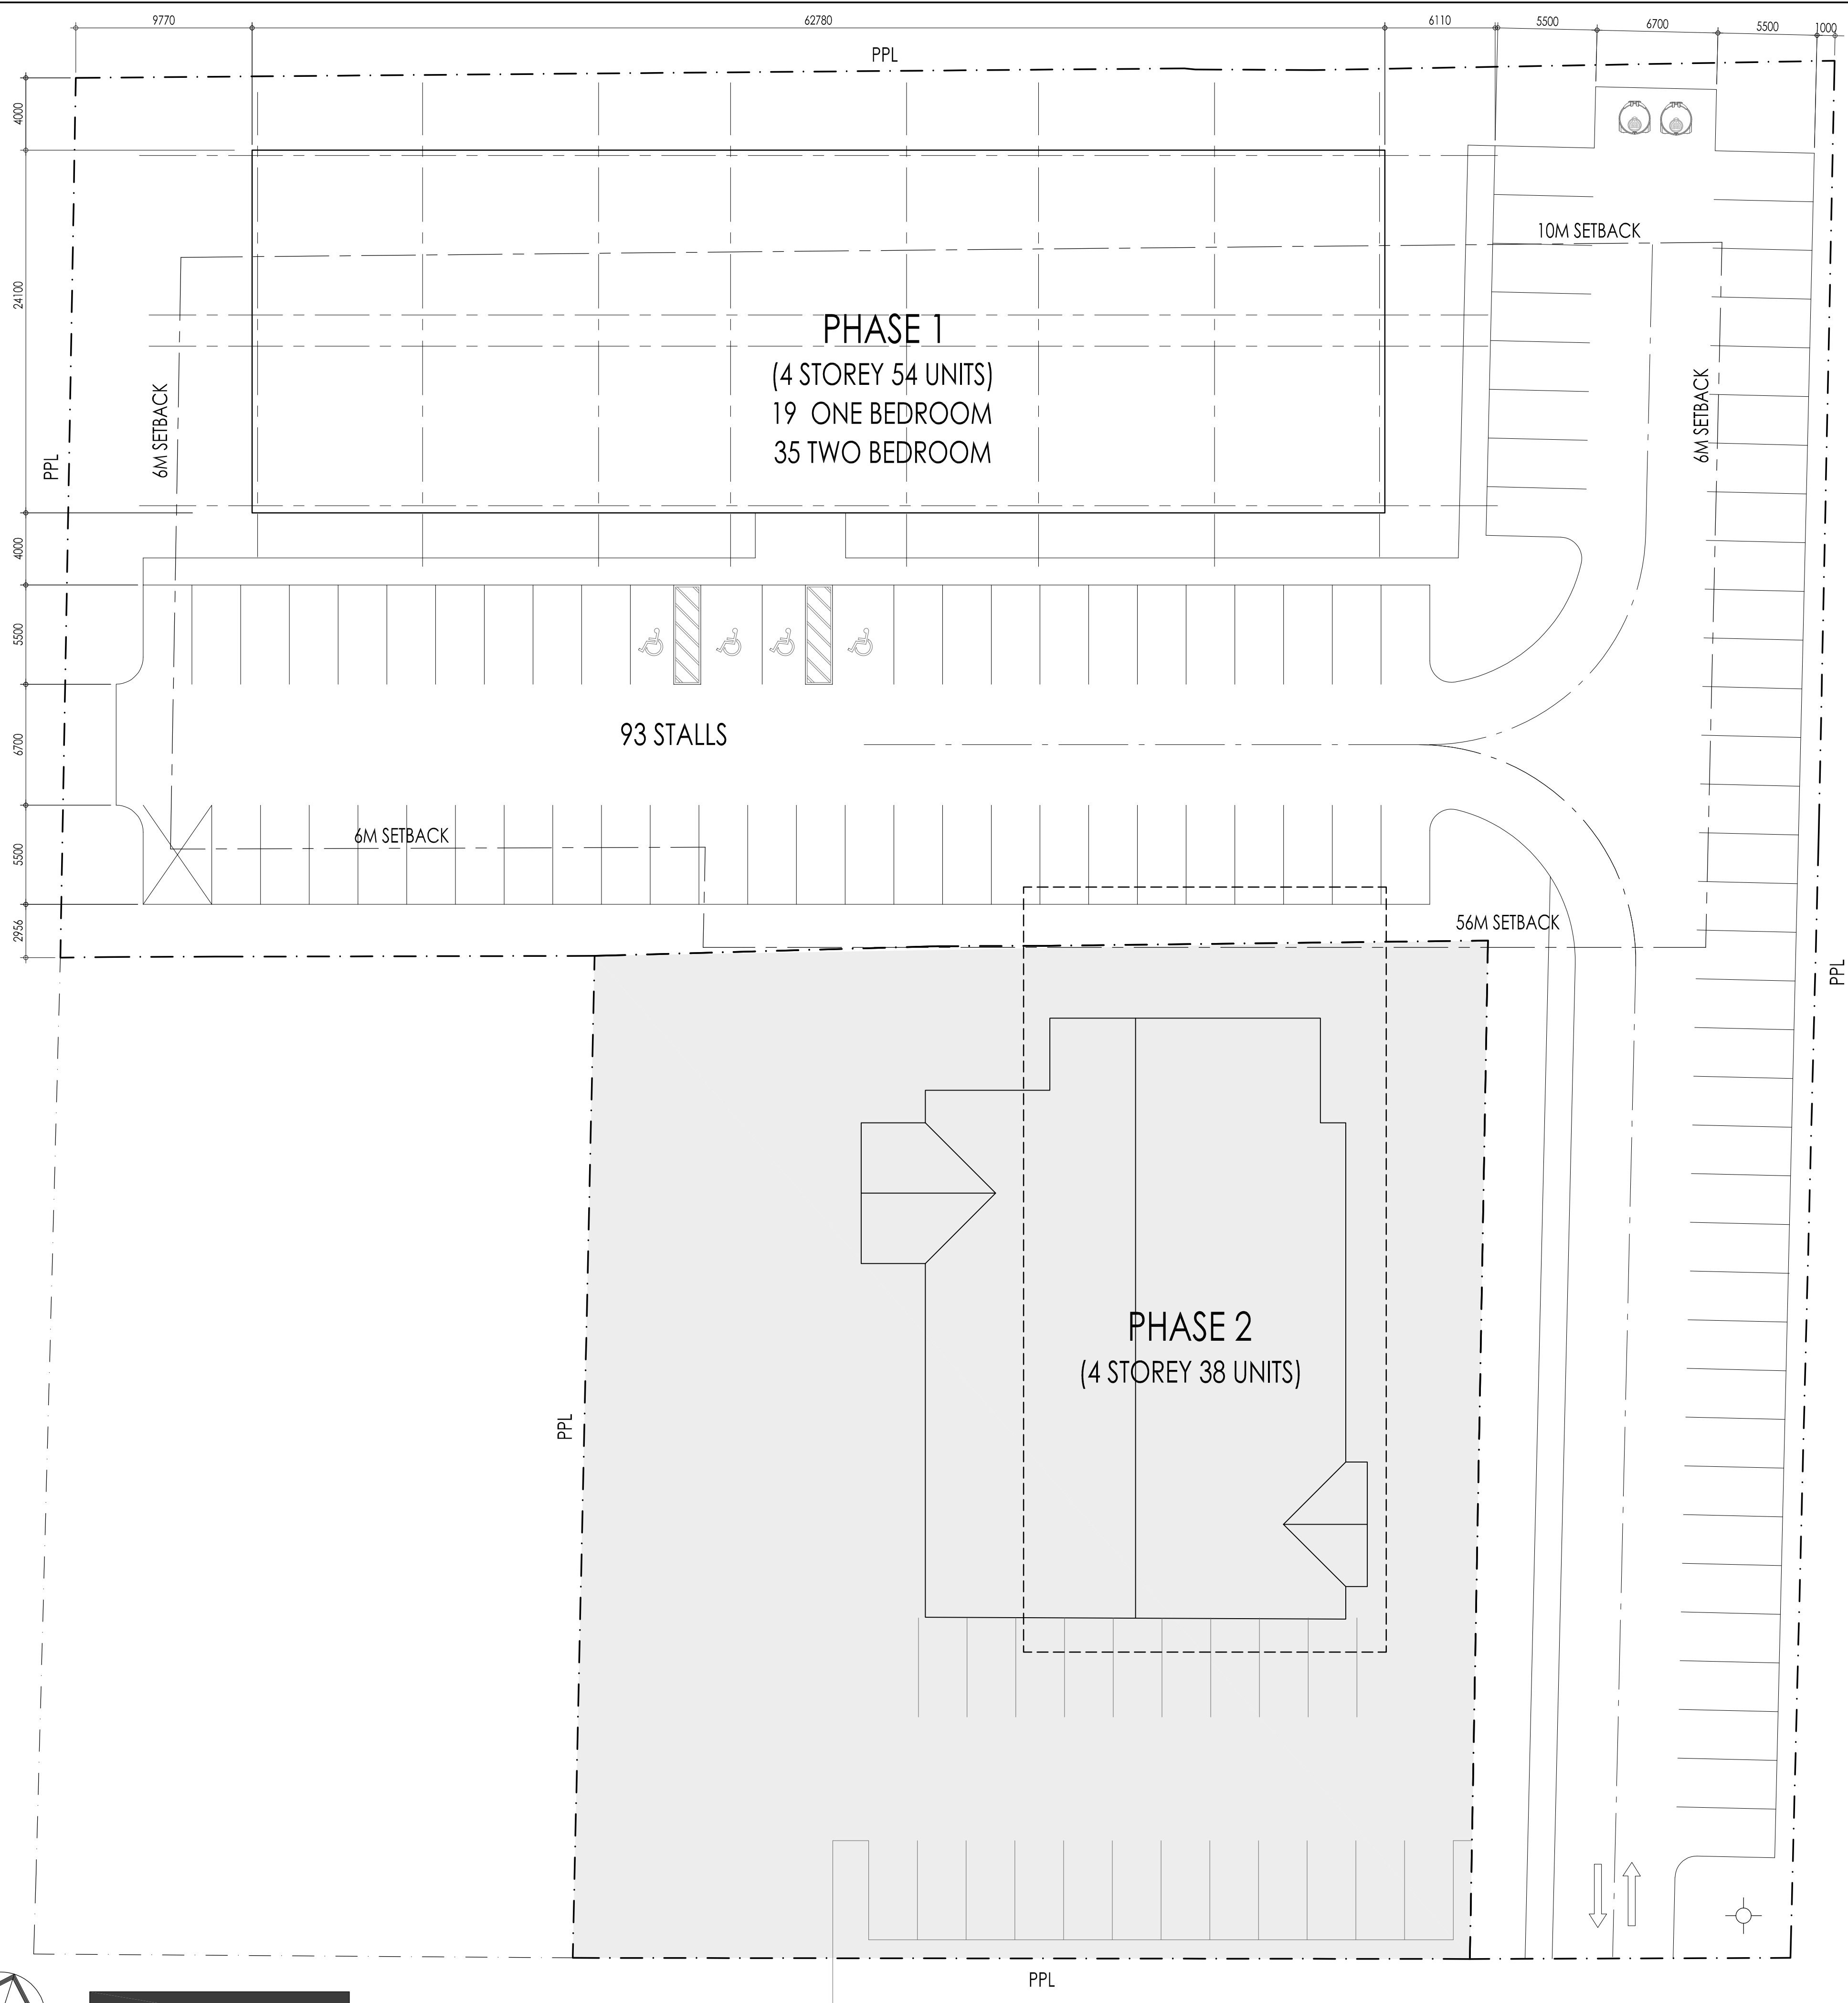 9770
62780
6110
5500
6700
5500
1000
PPL
4000
24100
4000
5500
6700
5500
2956
10M SETBACK
PHASE 1
(4 STOREY 54 UNITS)
19 ONE BEDROOM
35 TWO BEDROOM
6M SETBACK
6M SETBACK
PPL
93 STALLS
6M SETBACK
56M SETBACK
PPL
PHASE 2
(4 STOREY 38 UNITS)
PPL
PPL